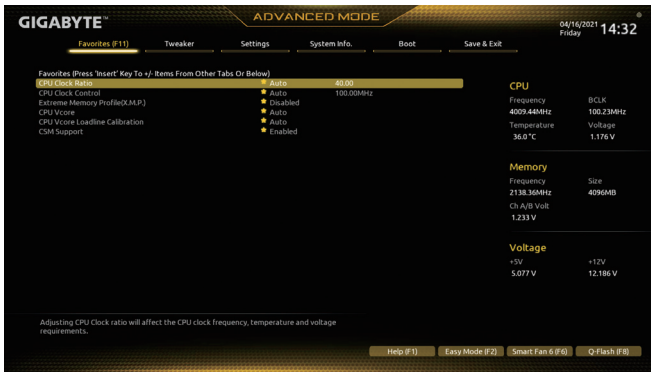 GIGABYTE™
ADVANCED MODE
04/16/2021 14:32
Friday
Favorites (F11) Tweaker Settings System Info. Boot Save & Exit
Favorites (Press 'Insert' Key To +/- Items From Other Tabs Or Below)
CPU Clock Ratio Auto 40.00
CPU Clock Control Auto 100.00MHz
Extreme Memory Profile(X.M.P.) Disabled
CPU Vcore Auto
CPU Vcore Loadline Calibration Auto
CSM Support Enabled
CPU
Frequency BCLK
4009.44MHz 100.23MHz
Temperature Voltage
36.0 °C 1.176 V
Memory
Frequency Size
2138.36MHz 4096MB
Ch A/B Volt
1.233 V
Voltage
+5V +12V
5.077 V 12.186 V
Adjusting CPU Clock ratio will affect the CPU clock frequency, temperature and voltage
requirements.
Help (F1) Easy Mode (F2) Smart Fan 6 (F6) Q-Flash (F8)